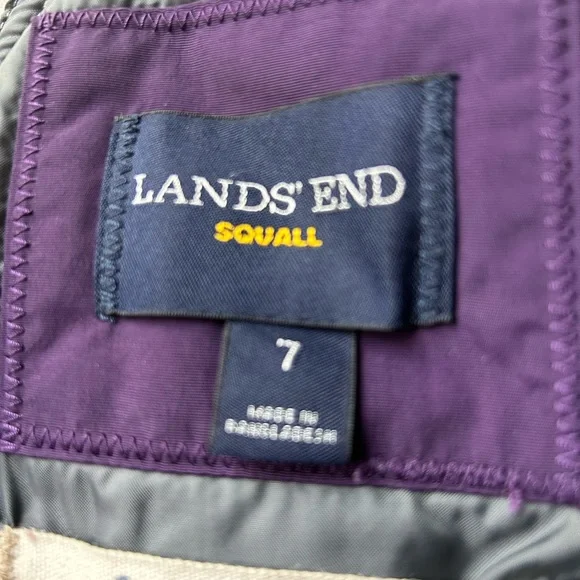 LANDS' END
SQUALL
7
MADE IN
BANGLADESH